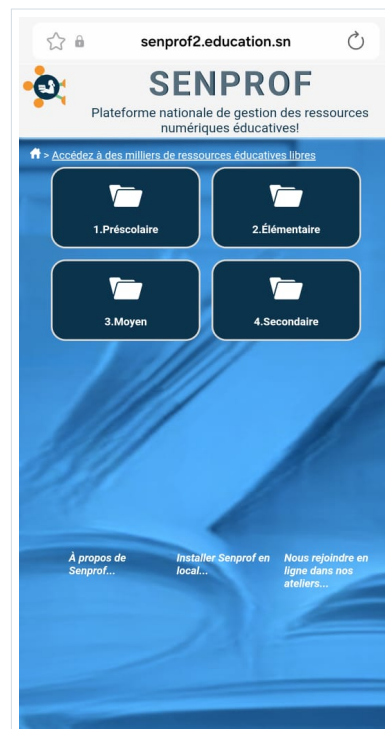 senprof2.education.sn
SENPROF
Plateforme nationale de gestion des ressources
numériques éducatives!
> Accédez à des milliers de ressources éducatives libres
1.Préscolaire
2.Élémentaire
3.Moyen
4.Secondaire
À propos de
Senprof...
Installer Senprof en
local...
Nous rejoindre en
ligne dans nos
ateliers...